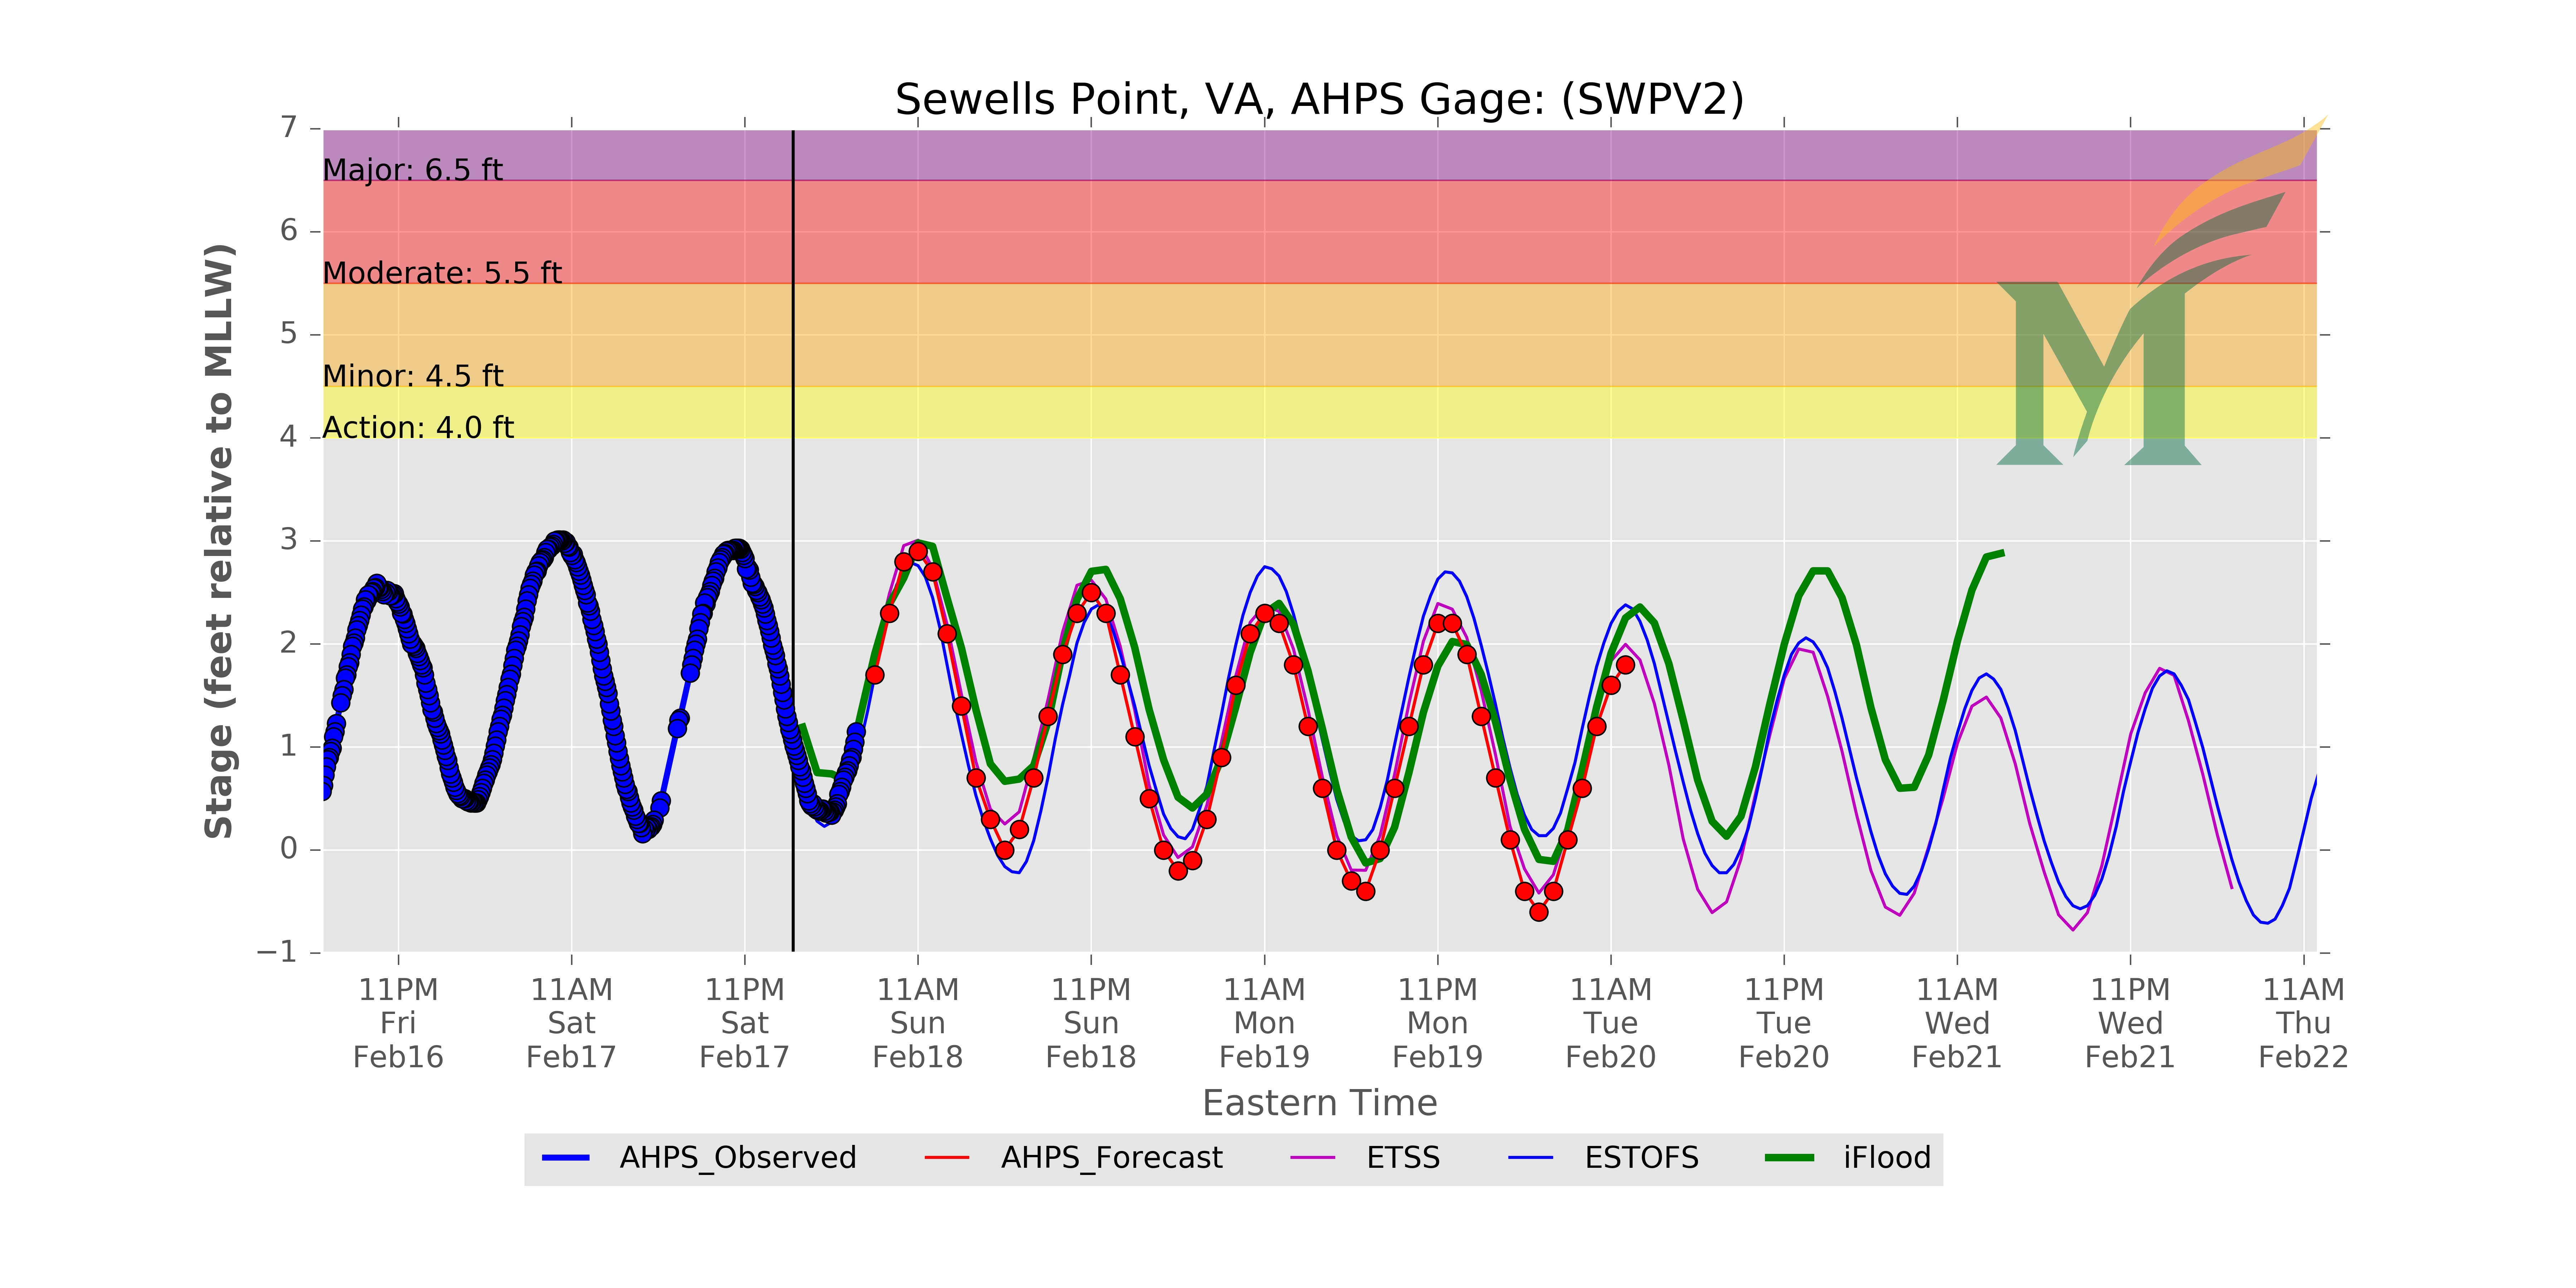 Sewells Point, VA, AHPS Gage: (SWPV2)
7
6
5
4
3
2
1
0
−1
Stage (feet relative to MLLW)
Major: 6.5 ft
Moderate: 5.5 ft
Minor: 4.5 ft
Action: 4.0 ft
M
11PM 11AM 11PM 11AM 11PM 11AM 11PM 11AM 11PM 11AM 11PM 11AM
Fri Sat Sat Sun Sun Mon Mon Tue Tue Wed Wed Thu
Feb16 Feb17 Feb17 Feb18 Feb18 Feb19 Feb19 Feb20 Feb20 Feb21 Feb21 Feb22
Eastern Time
AHPS_Observed AHPS_Forecast ETSS ESTOFS iFlood